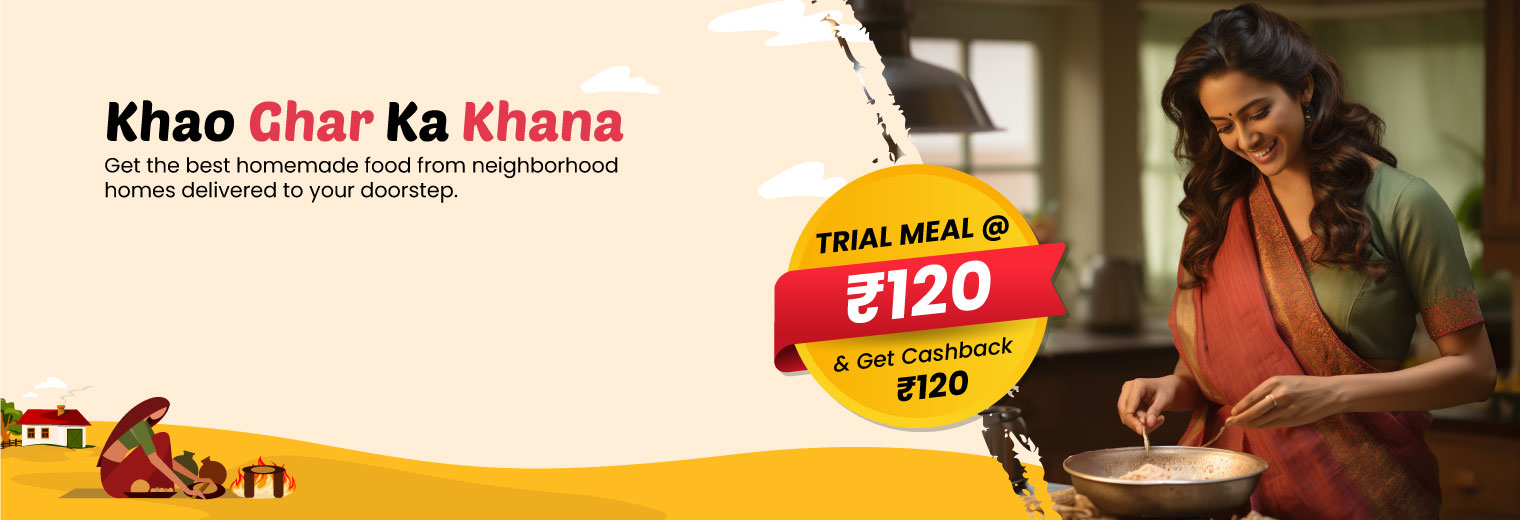 Khao Ghar Ka Khana
Get the best homemade food from neighborhood
homes delivered to your doorstep.
TRIAL MEAL @
₹120
& Get Cashback
₹120